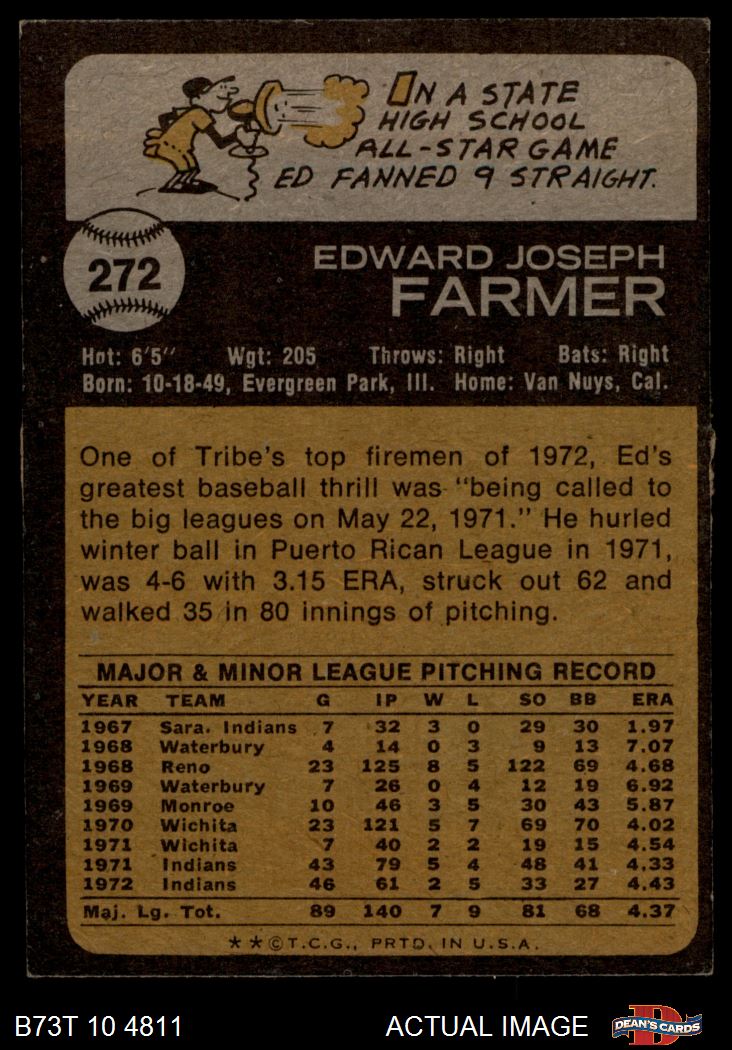 ON A STATE
HIGH SCHOOL
ALL-STAR GAME
ED FANNED 9 STRAIGHT.
272
EDWARD JOSEPH
FARMER
Hgt: 6'5" Wgt: 205 Throws: Right Bats: Right
Born: 10-18-49, Evergreen Park, Ill. Home: Van Nuys, Cal.
One of Tribe's top firemen of 1972, Ed's
greatest baseball thrill was "being called to
the big leagues on May 22, 1971." He hurled
winter ball in Puerto Rican League in 1971,
was 4-6 with 3.15 ERA, struck out 62 and
walked 35 in 80 innings of pitching.
MAJOR & MINOR LEAGUE PITCHING RECORD
YEAR TEAM G IP W L SO BB ERA
1967 Sara. Indians 7 32 3 0 29 30 1.97
1968 Waterbury 4 14 0 3 9 13 7.07
1968 Reno 23 125 8 5 122 69 4.68
1969 Waterbury 7 26 0 4 12 19 6.92
1969 Monroe 10 46 3 5 30 43 5.87
1970 Wichita 23 121 5 7 69 70 4.02
1971 Wichita 7 40 2 2 19 15 4.54
1971 Indians 43 79 5 4 48 41 4.33
1972 Indians 46 61 2 5 33 27 4.43
Maj. Lg. Tot. 89 140 7 9 81 68 4.37
**©T.C.G., PRTD. IN U.S.A.
B73T 10 4811 ACTUAL IMAGE DEAN'S CARDS